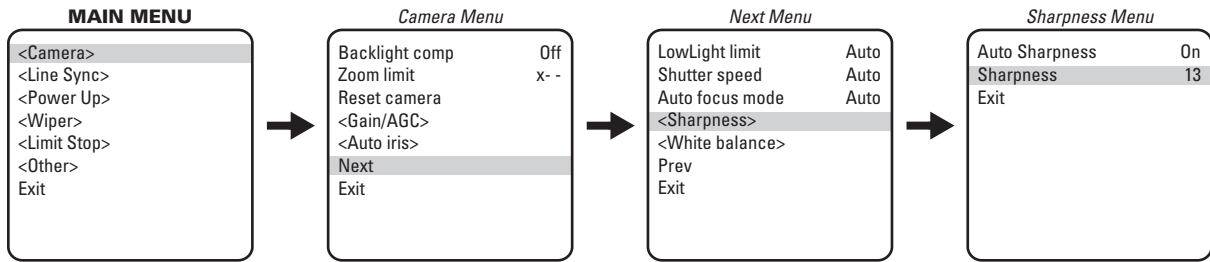 MAIN MENU
<Camera>
<Line Sync>
<Power Up>
<Wiper>
<Limit Stop>
<Other>
Exit
Camera Menu
Backlight comp Off
Zoom limit x- -
Reset camera
<Gain/AGC>
<Auto iris>
Next
Exit
Next Menu
LowLight limit Auto
Shutter speed Auto
Auto focus mode Auto
<Sharpness>
<White balance>
Prev
Exit
Sharpness Menu
Auto Sharpness On
Sharpness 13
Exit